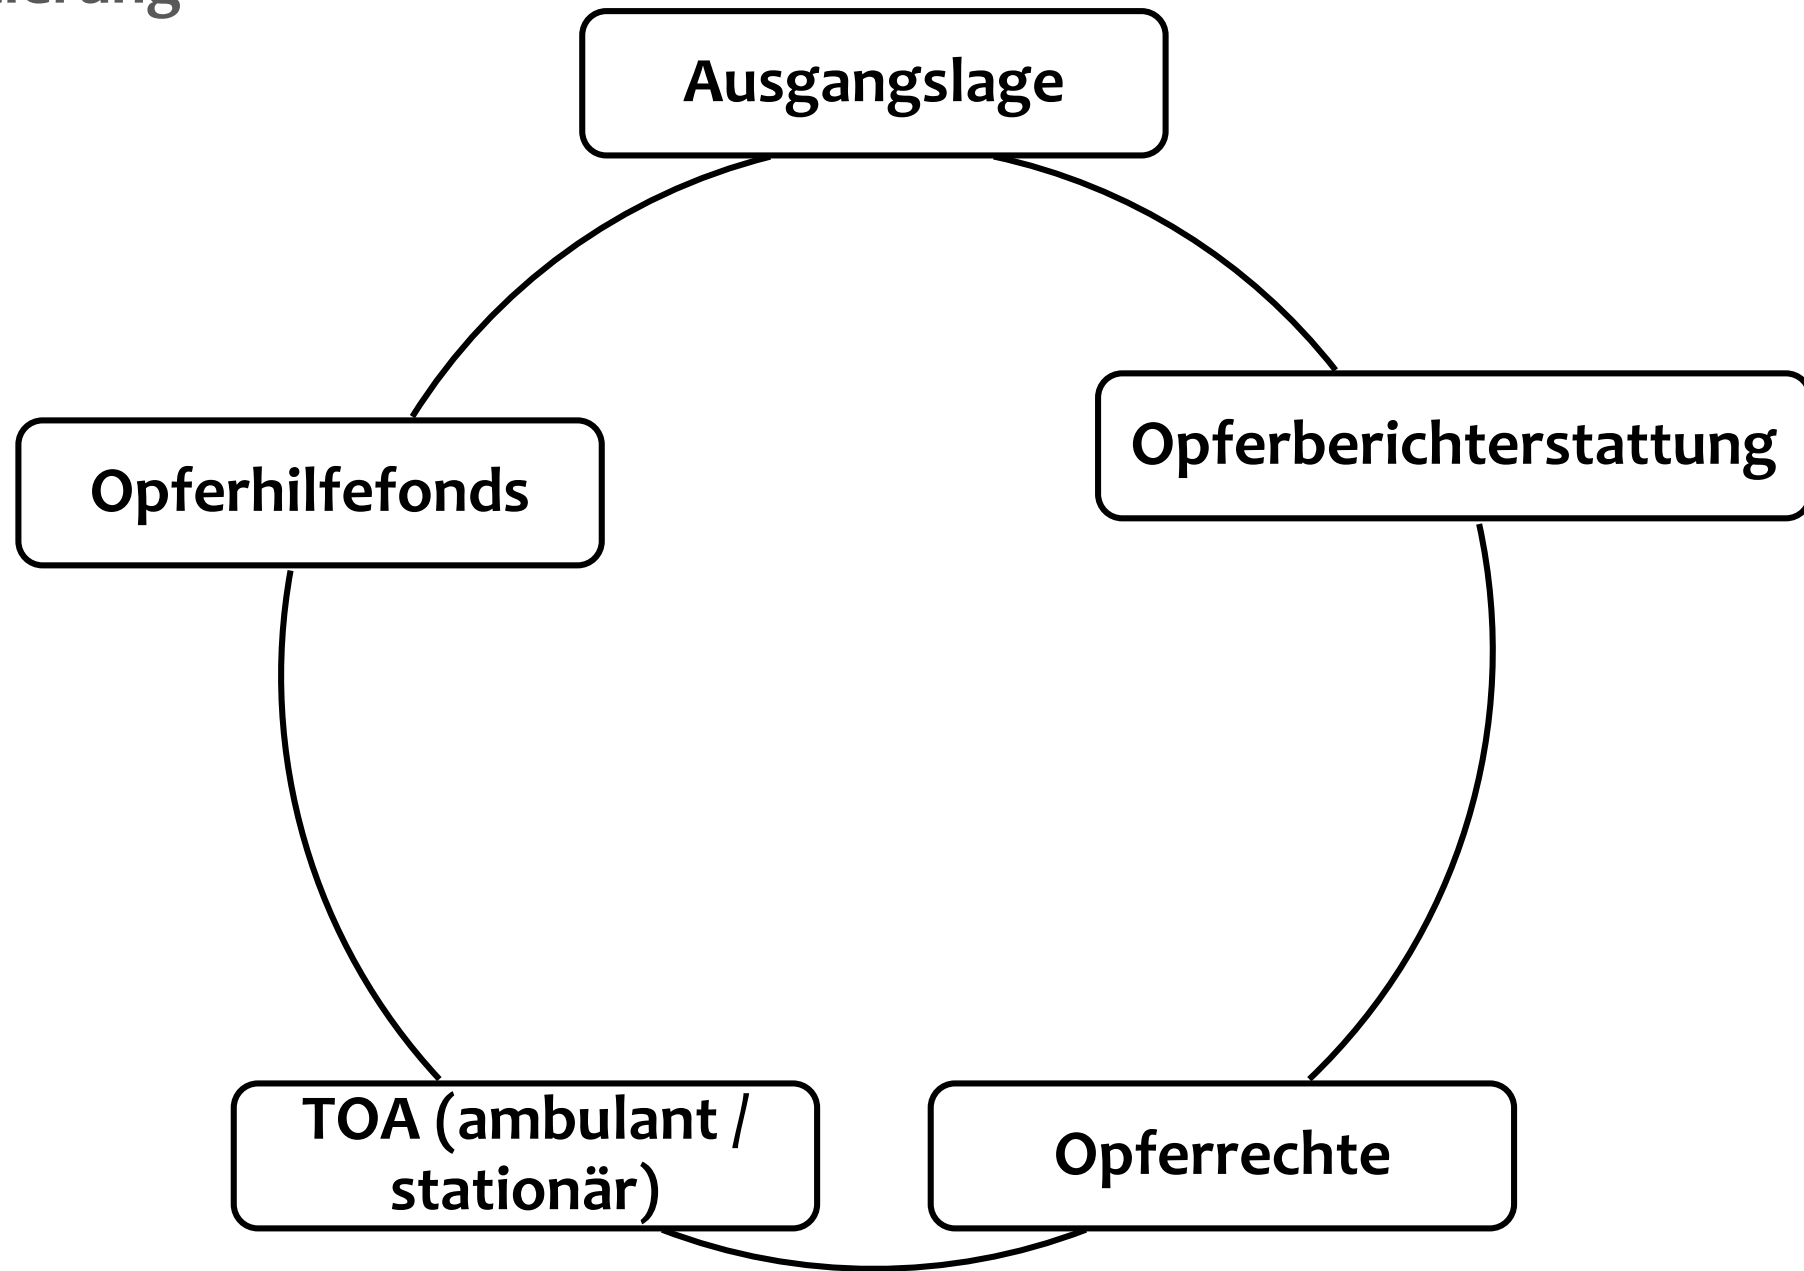 Ausgangslage
Opferberichterstattung
Opferhilfefonds
TOA (ambulant /
stationär)
Opferrechte